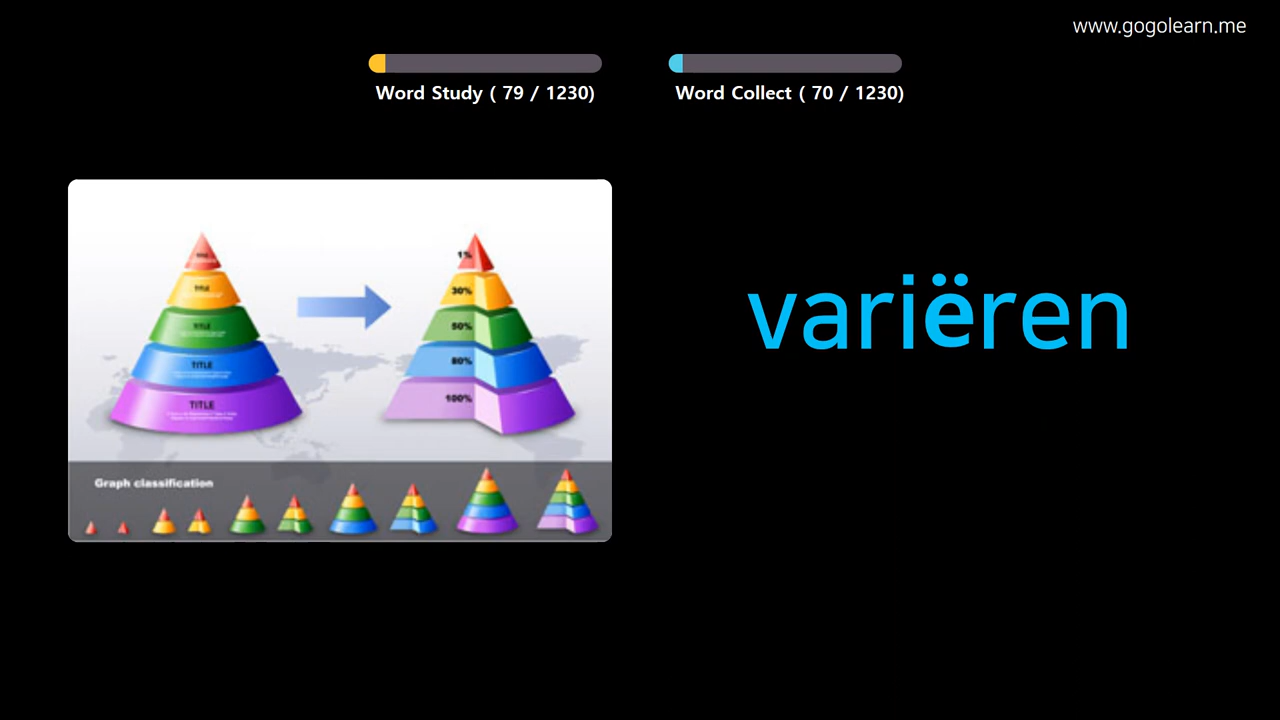 www.gogolearn.me
Word Study ( 79 / 1230)
Word Collect ( 70 / 1230)
variëren
TITLE
TITLE
TITLE
TITLE
1%
30%
50%
80%
100%
Graph classification